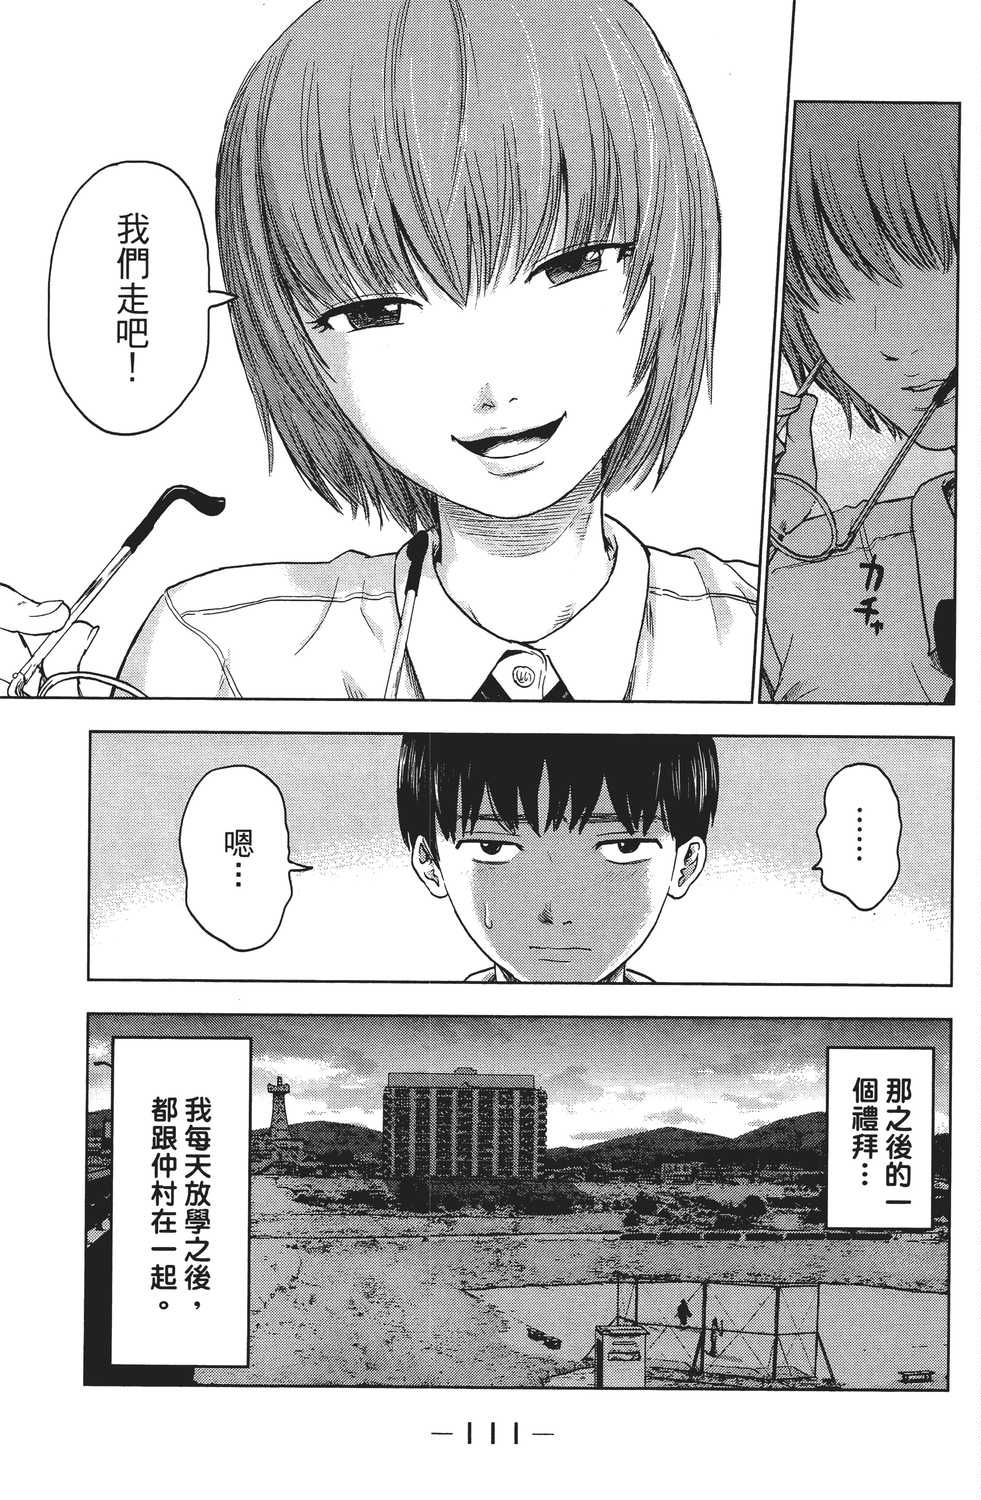 カチャ
我們走吧！
……
嗯…
那之後的一
個禮拜…
我每天放學之後，
都跟仲村在一起。
—111—